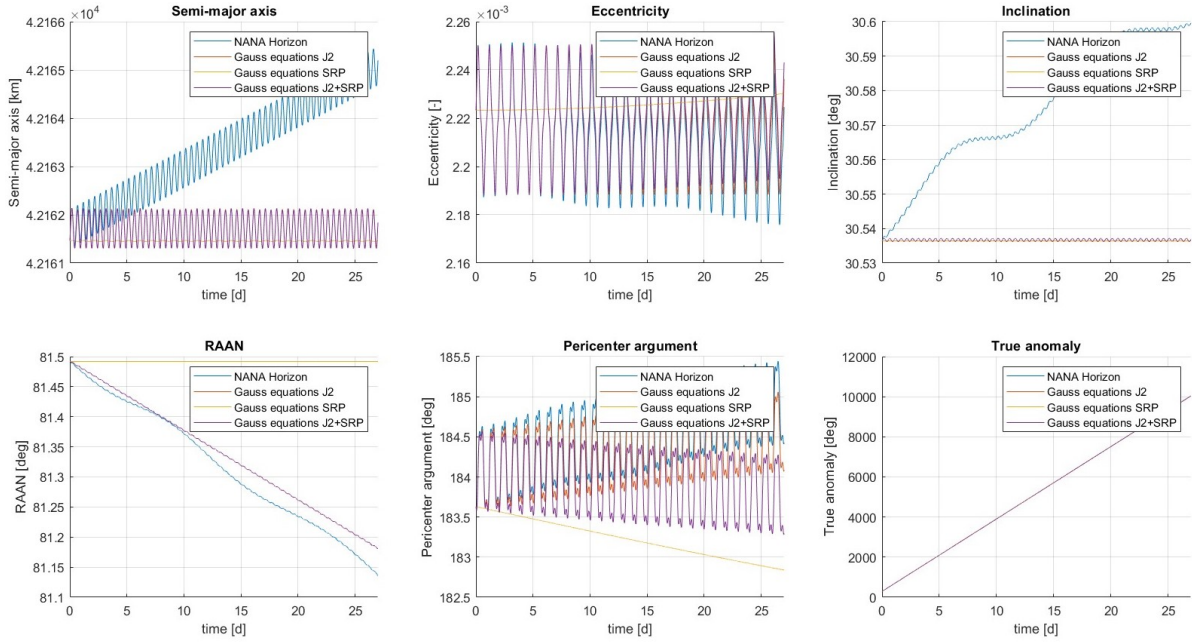 Semi-major axis
×10⁴
4.2166
4.2165
4.2164
4.2163
4.2162
4.2161
Semi-major axis [km]
0 5 10 15 20 25
time [d]
NANA Horizon
Gauss equations J2
Gauss equations SRP
Gauss equations J2+SRP
Eccentricity
×10⁻³
2.26
2.24
2.22
2.20
2.18
2.16
Eccentricity [-]
0 5 10 15 20 25
time [d]
NANA Horizon
Gauss equations J2
Gauss equations SRP
Gauss equations J2+SRP
Inclination
30.6
30.59
30.58
30.57
30.56
30.55
30.54
30.53
Inclination [deg]
0 5 10 15 20 25
time [d]
NANA Horizon
Gauss equations J2
Gauss equations SRP
Gauss equations J2+SRP
RAAN
81.5
81.45
81.4
81.35
81.3
81.25
81.2
81.15
81.1
RAAN [deg]
0 5 10 15 20 25
time [d]
NANA Horizon
Gauss equations J2
Gauss equations SRP
Gauss equations J2+SRP
Pericenter argument
185.5
185
184.5
184
183.5
183
182.5
Pericenter argument [deg]
0 5 10 15 20 25
time [d]
NANA Horizon
Gauss equations J2
Gauss equations SRP
Gauss equations J2+SRP
True anomaly
12000
10000
8000
6000
4000
2000
0
True anomaly [deg]
0 5 10 15 20 25
time [d]
NANA Horizon
Gauss equations J2
Gauss equations SRP
Gauss equations J2+SRP